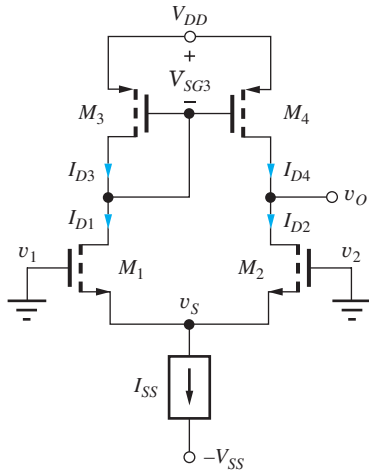 V_DD
+
V_SG3
–
M_3
M_4
I_D3
I_D4
v_O
I_D1
I_D2
v_1
M_1
M_2
v_2
v_S
I_SS
–V_SS